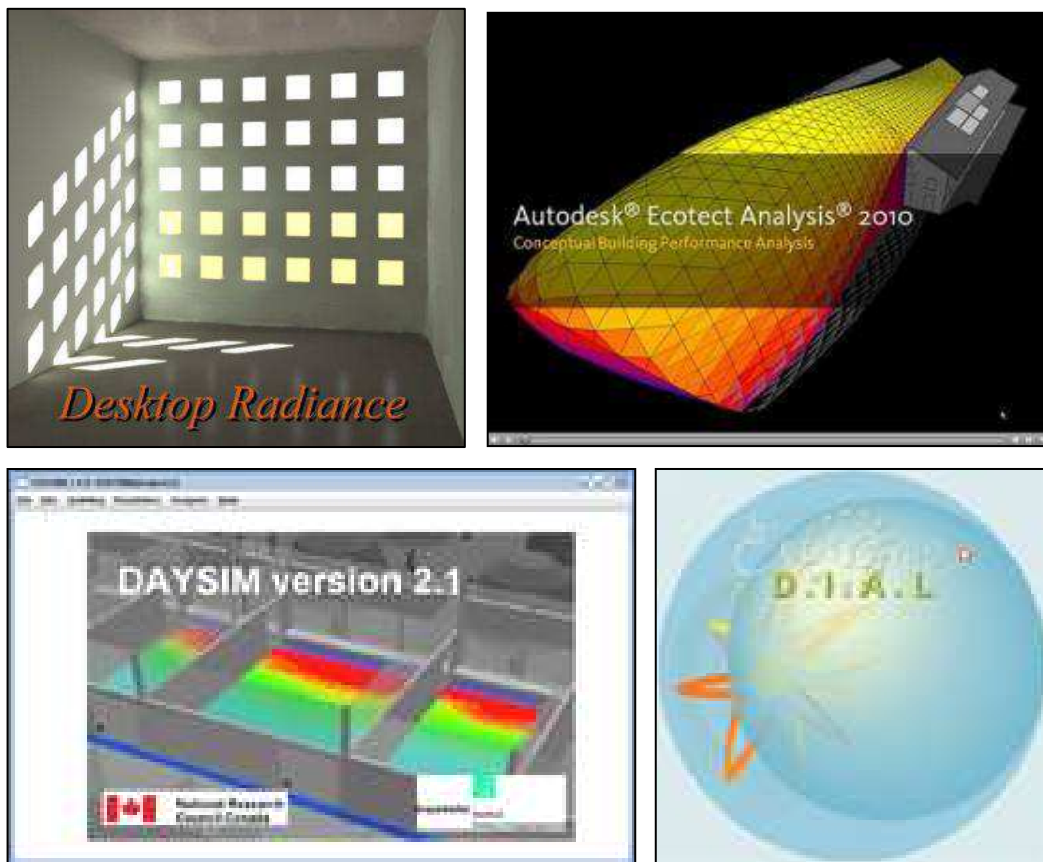 Desktop Radiance
Autodesk® Ecotect Analysis® 2010
Conceptual Building Performance Analysis
DAYSIM version 2.1
National Research
Council Canada
D.I.A.L